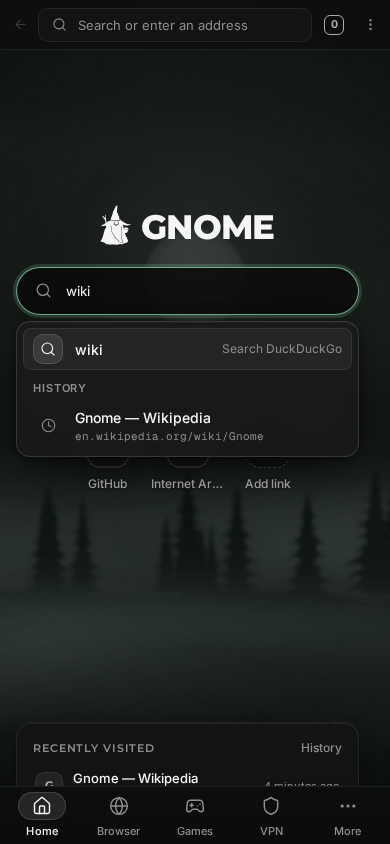 Search or enter an address
0
GNOME
wiki
wiki
Search DuckDuckGo
HISTORY
Gnome — Wikipedia
en.wikipedia.org/wiki/Gnome
GitHub
Internet Ar...
Add link
RECENTLY VISITED
History
G
Gnome — Wikipedia
4 minutes ago
Home
Browser
Games
VPN
More